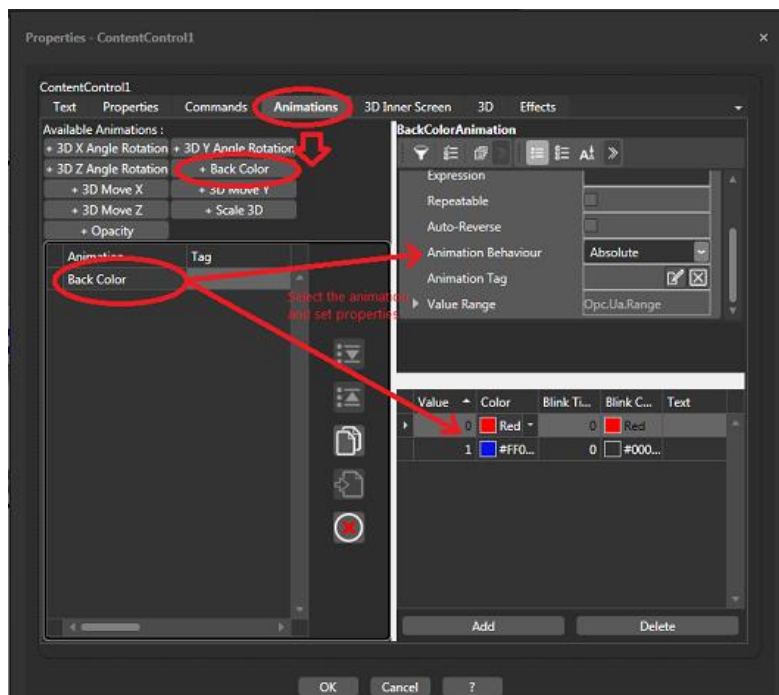 Properties - ContentControl1
×
ContentControl1
Text Properties Commands Animations 3D Inner Screen 3D Effects
Available Animations :
+ 3D X Angle Rotation + 3D Y Angle Rotation
+ 3D Z Angle Rotation + Back Color
+ 3D Move X + 3D Move Y
+ 3D Move Z + Scale 3D
+ Opacity
Animation Tag
Back Color
Select the animation
and set properties
BackColorAnimation
Expression
Repeatable
Auto-Reverse
Animation Behaviour Absolute
Animation Tag
Value Range Opc.Ua.Range
Value Color Blink Ti... Blink C... Text
0 Red 0 Red
1 #FF0... 0 #000...
Add Delete
OK Cancel ?